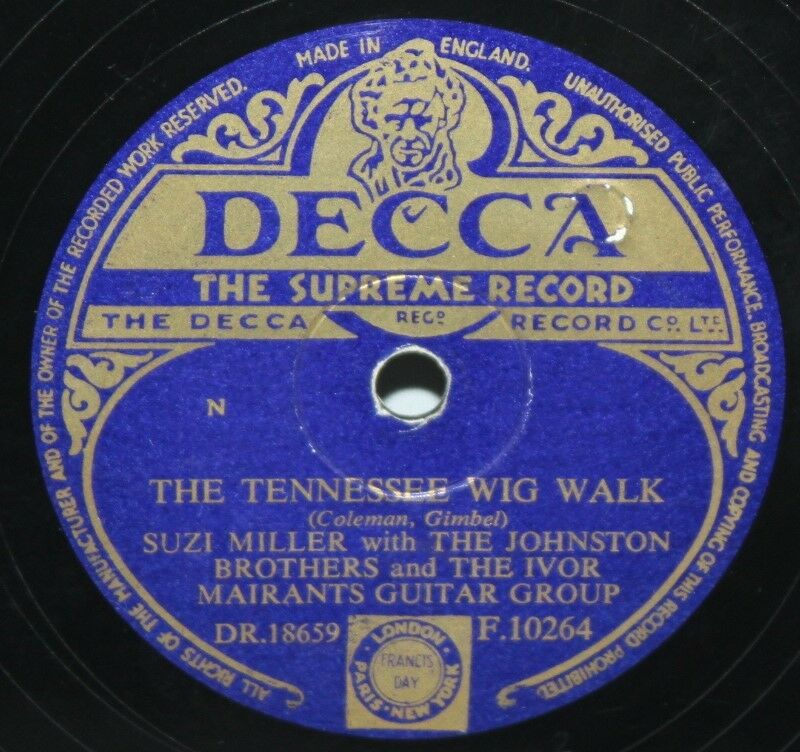 MADE IN ENGLAND.
ALL RIGHTS OF THE MANUFACTURER AND OF THE OWNER OF THE RECORDED WORK RESERVED.
UNAUTHORISED PUBLIC PERFORMANCE, BROADCASTING AND COPYING OF THIS RECORD PROHIBITED.
DECCA
THE SUPREME RECORD
THE DECCA REGD RECORD CO. LTD.
N
THE TENNESSEE WIG WALK
(Coleman, Gimbel)
SUZI MILLER with THE JOHNSTON
BROTHERS and THE IVOR
MAIRANTS GUITAR GROUP
DR.18659 F.10264
LONDON · PARIS · NEW YORK
FRANCIS
DAY